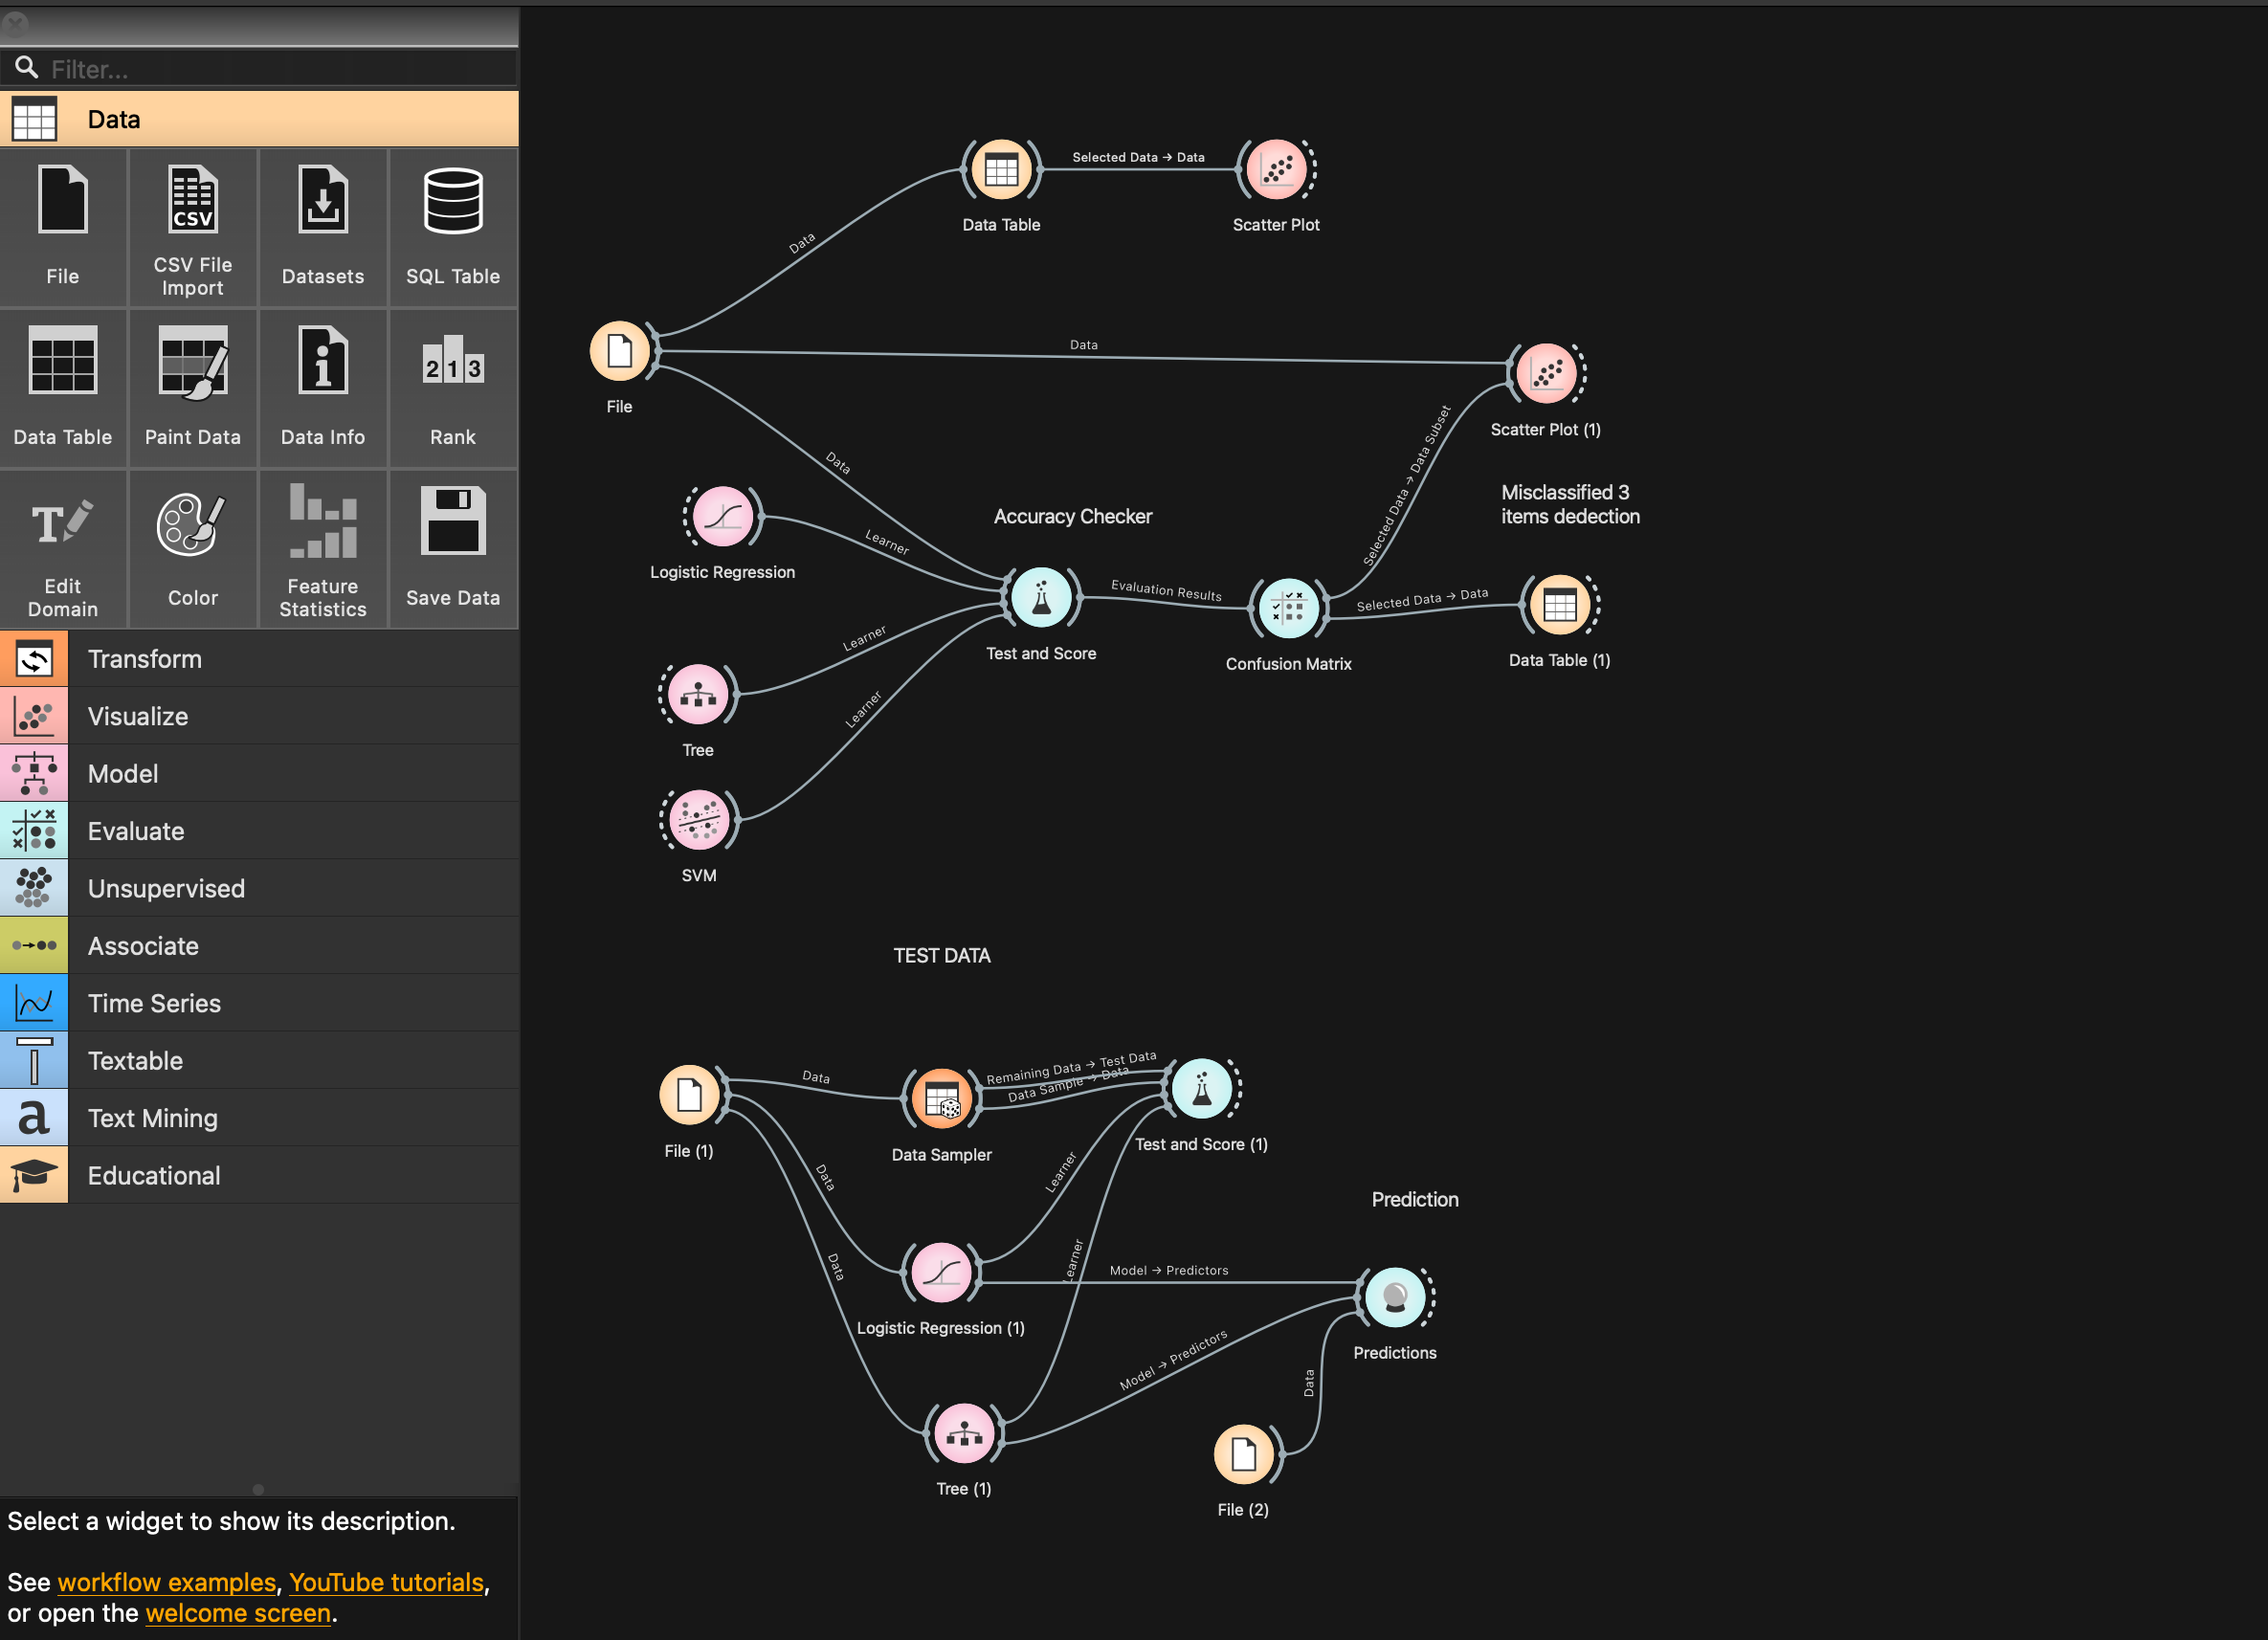 Filter...
Data
File
CSV File
Import
CSV
Datasets
SQL Table
Data Table
Paint Data
Data Info
2 1 3
Rank
T
Edit
Domain
Color
Feature
Statistics
Save Data
Transform
Visualize
Model
Evaluate
Unsupervised
Associate
Time Series
Textable
a
Text Mining
Educational
Select a widget to show its description.
See workflow examples, YouTube tutorials,
or open the welcome screen.
Data Table
Selected Data → Data
Scatter Plot
Data
File
Data
Scatter Plot (1)
Data
Selected Data → Data Subset
Misclassified 3
items dedection
Logistic Regression
Learner
Accuracy Checker
Test and Score
Evaluation Results
Confusion Matrix
Selected Data → Data
Data Table (1)
Learner
Tree
Learner
SVM
TEST DATA
File (1)
Data
Data Sampler
Remaining Data → Test Data
Data Sample → Data
Test and Score (1)
Data
Learner
Prediction
Data
Logistic Regression (1)
Learner
Model → Predictors
Predictions
Model → Predictors
Data
Tree (1)
File (2)